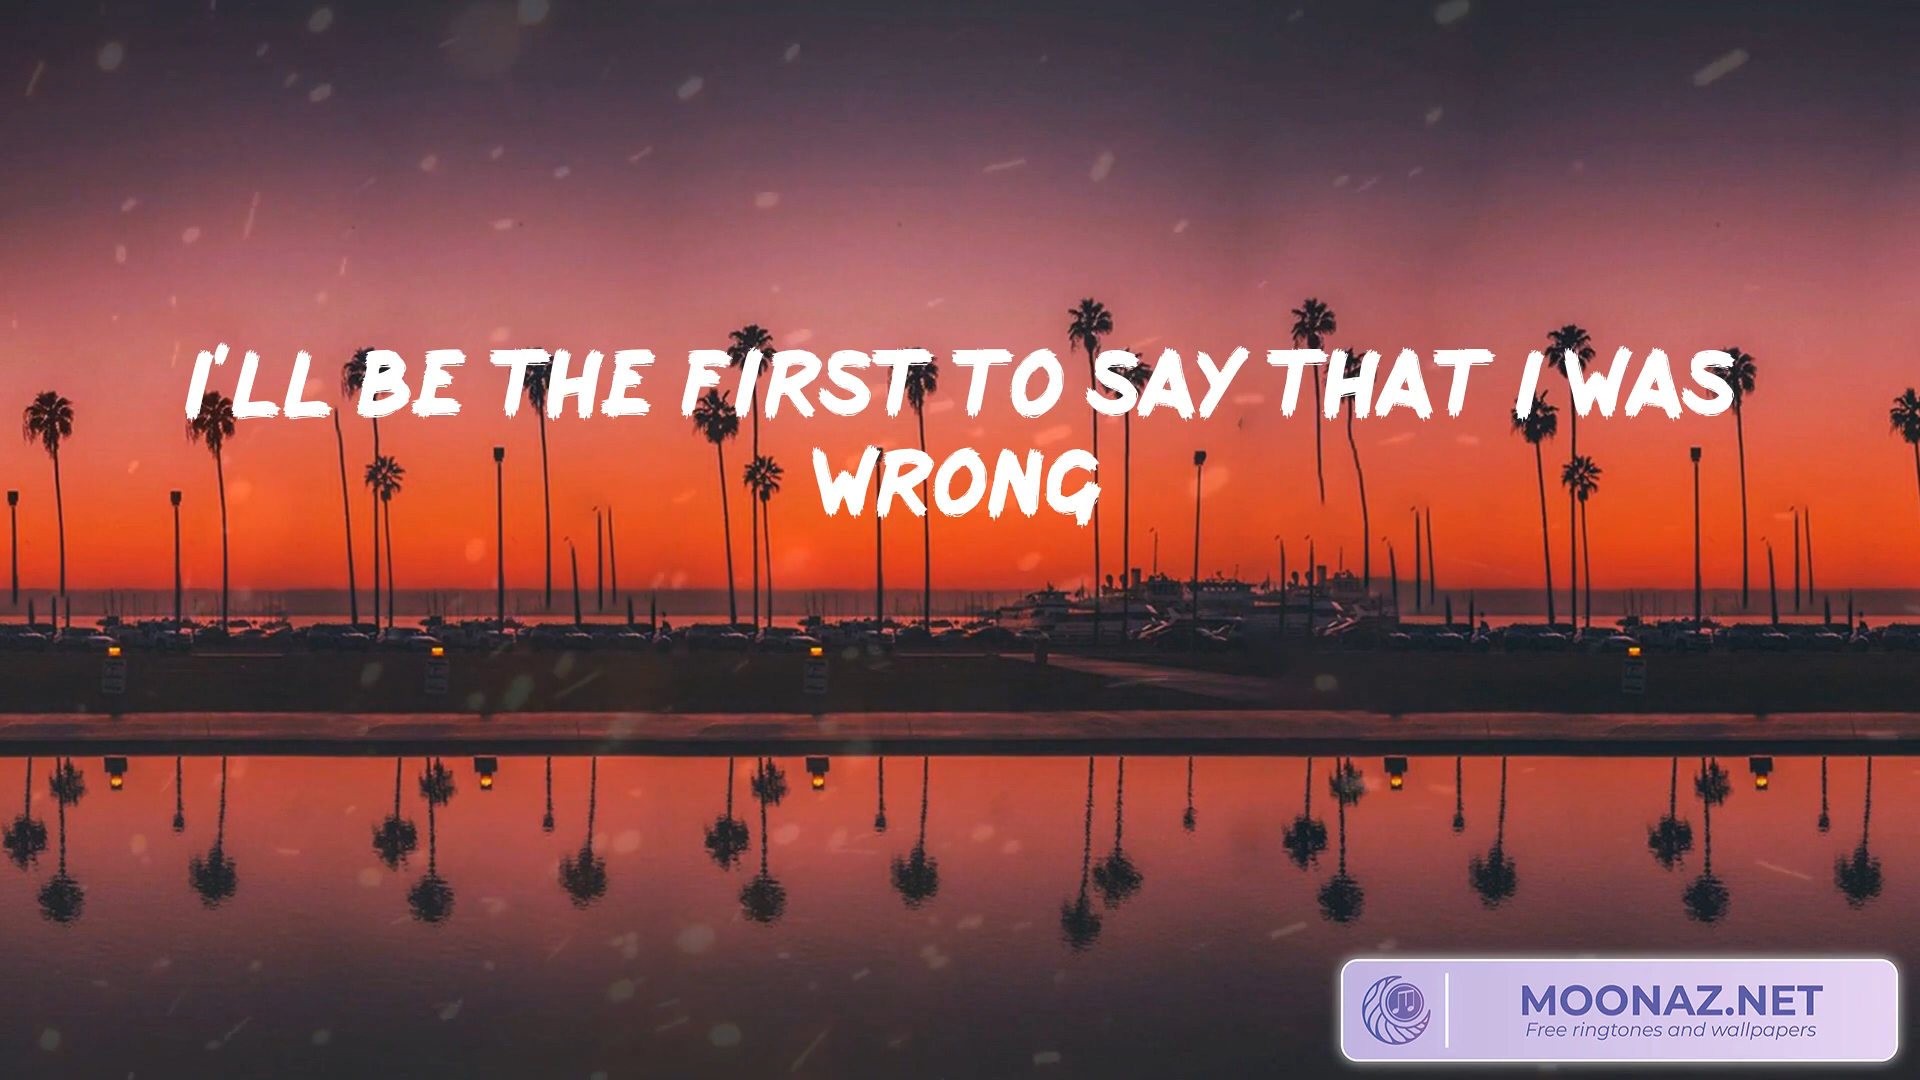 I'LL BE THE FIRST TO SAY THAT I WAS
WRONG
MOONAZ.NET
Free ringtones and wallpapers